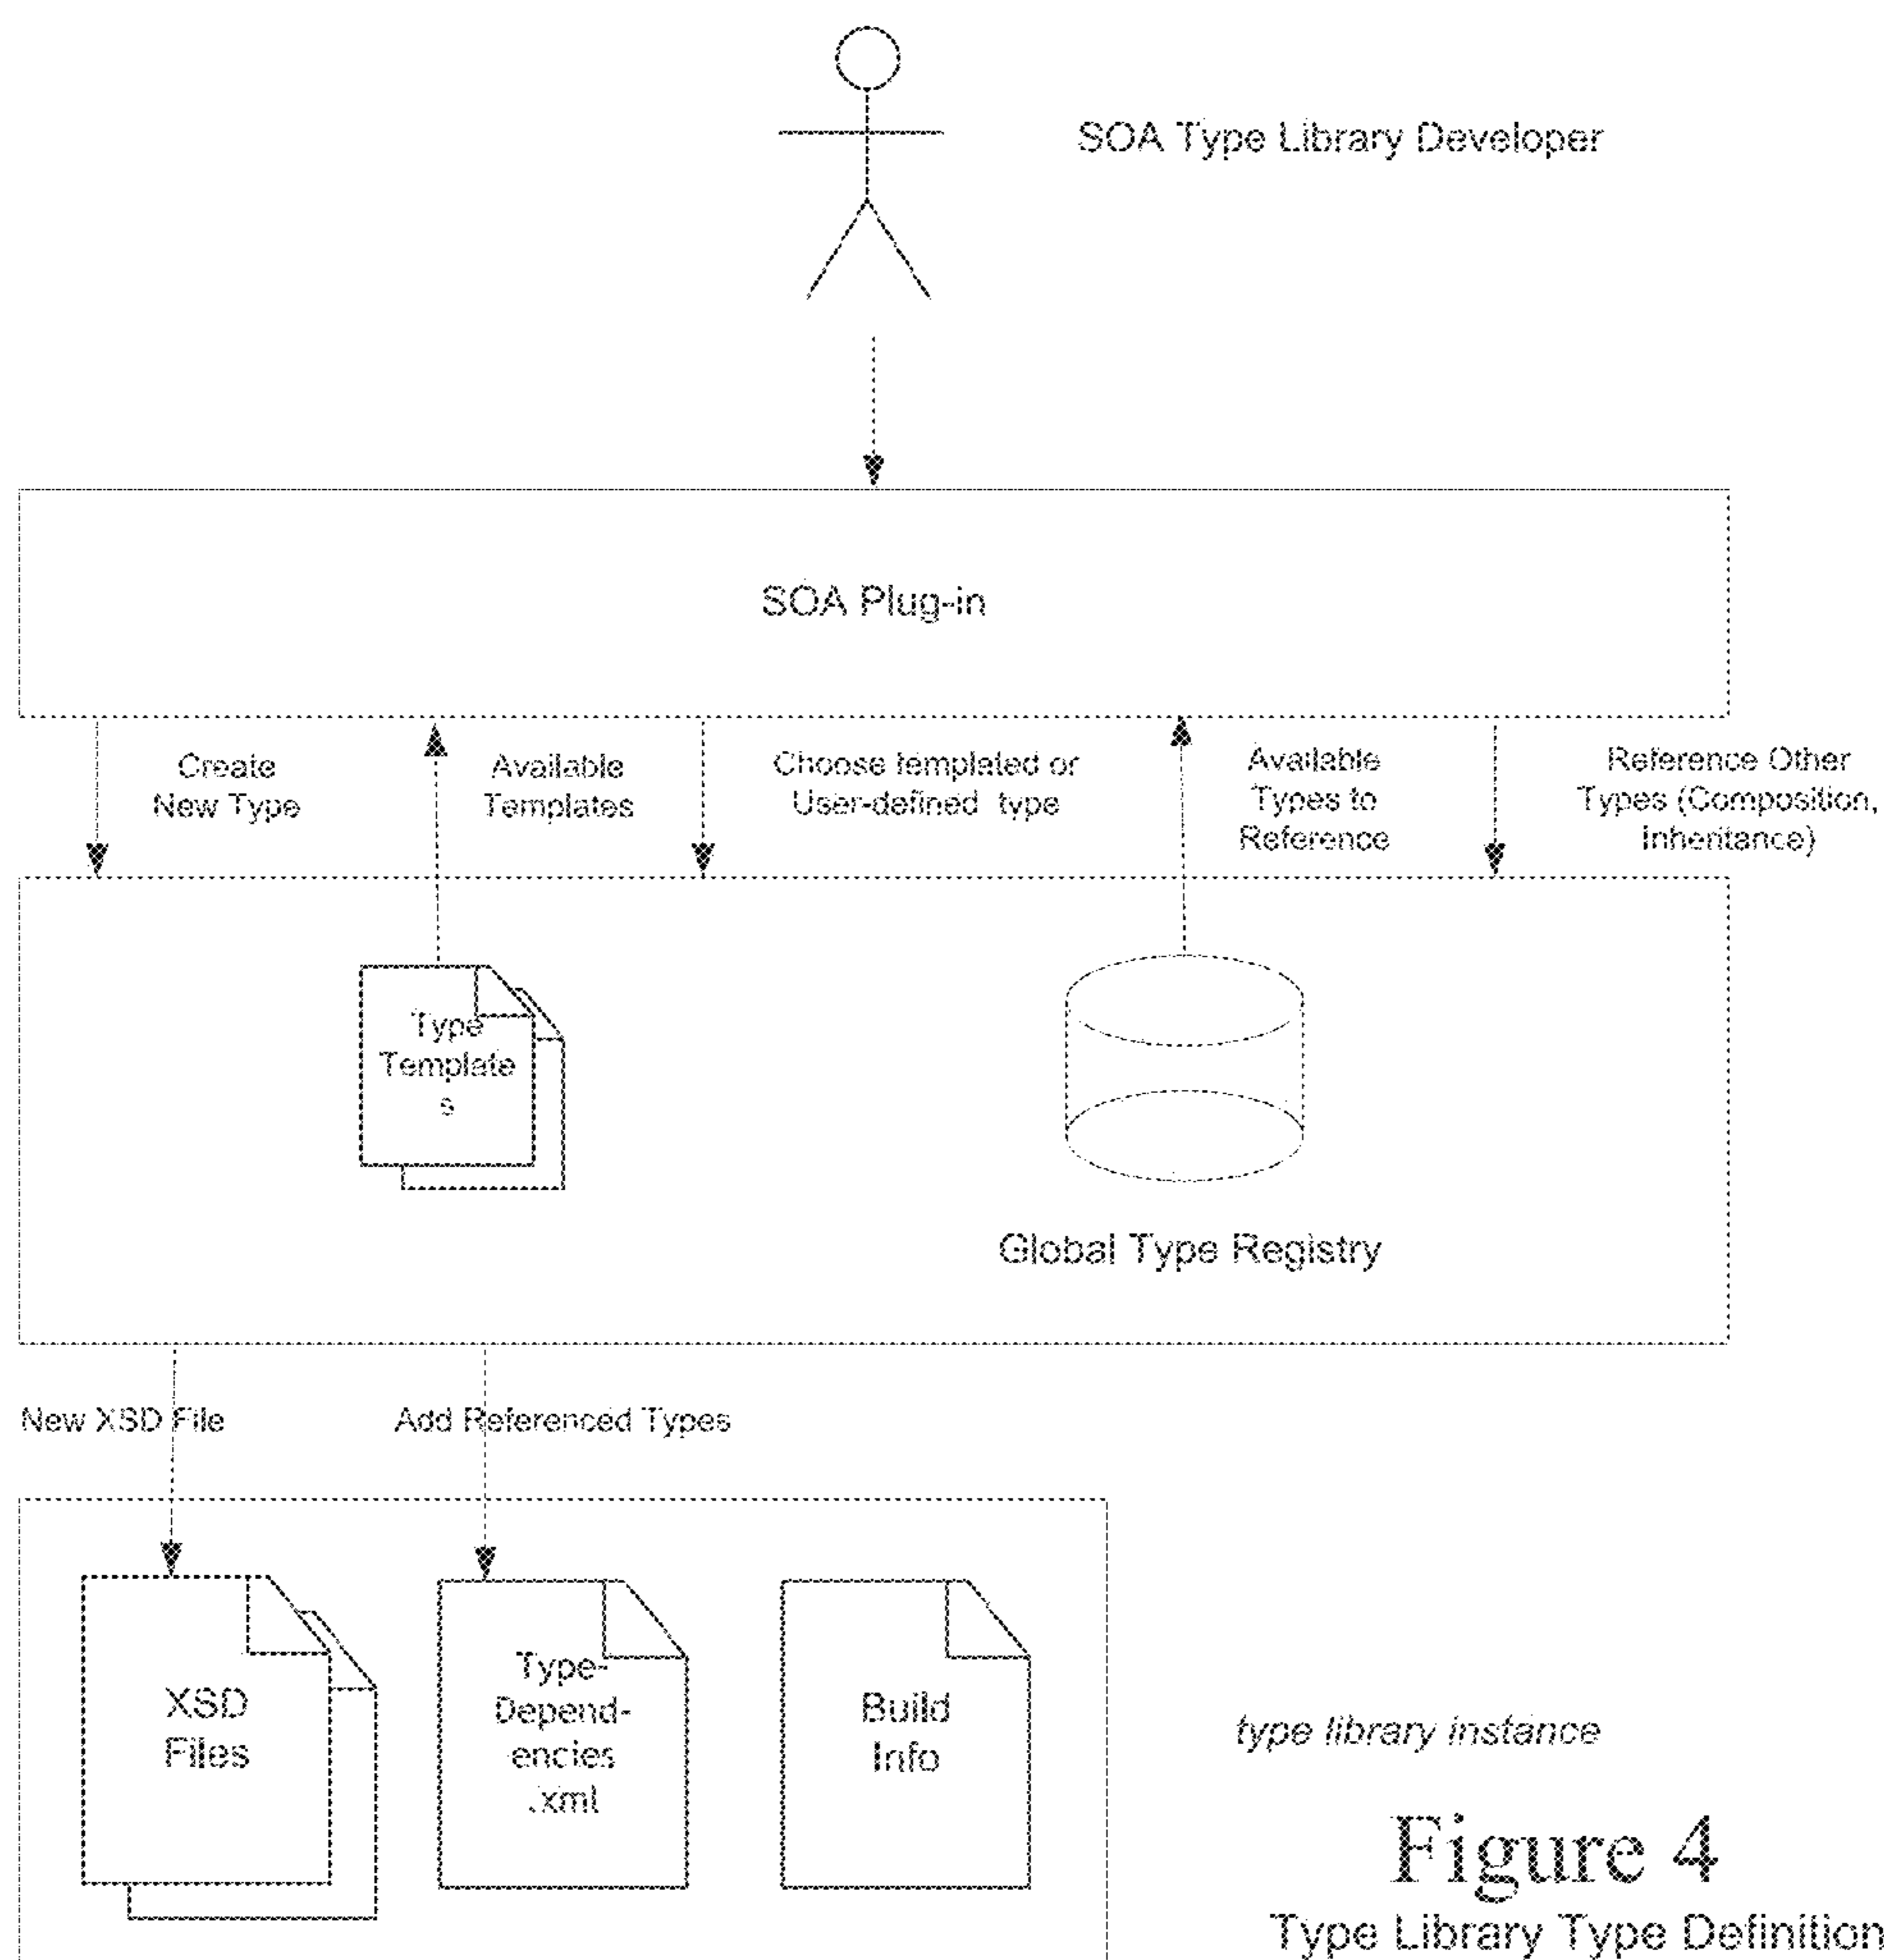 SOA Type Library Developer
SOA Plug-in
Create
New Type
Available
Templates
Choose templated or
User-defined type
Available
Types to
Reference
Reference Other
Types (Composition,
Inheritance)
Type
Template
s
Global Type Registry
New XSD File
Add Referenced Types
XSD
Files
Type-
Depend-
encies
.xml
Build
Info
type library instance
Figure 4
Type Library Type Definition